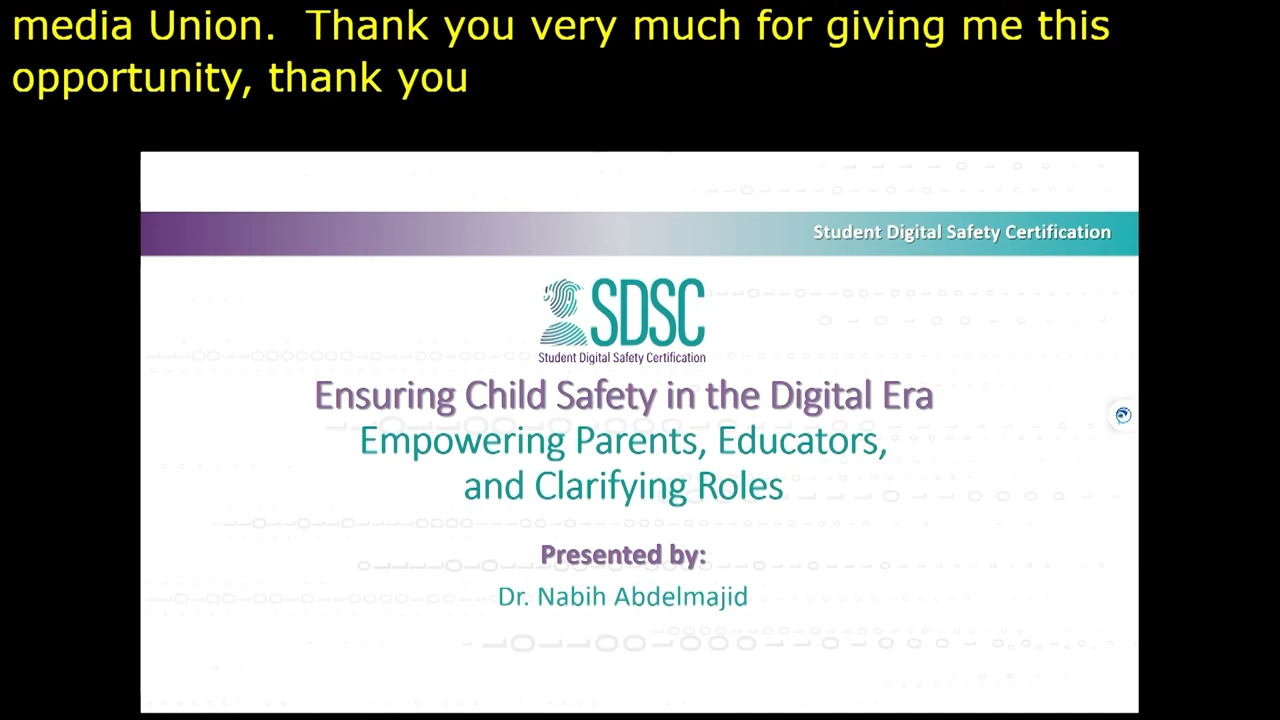 media Union.  Thank you very much for giving me this
opportunity, thank you
Student Digital Safety Certification
SDSC
Student Digital Safety Certification
Ensuring Child Safety in the Digital Era
Empowering Parents, Educators,
and Clarifying Roles
Presented by:
Dr. Nabih Abdelmajid